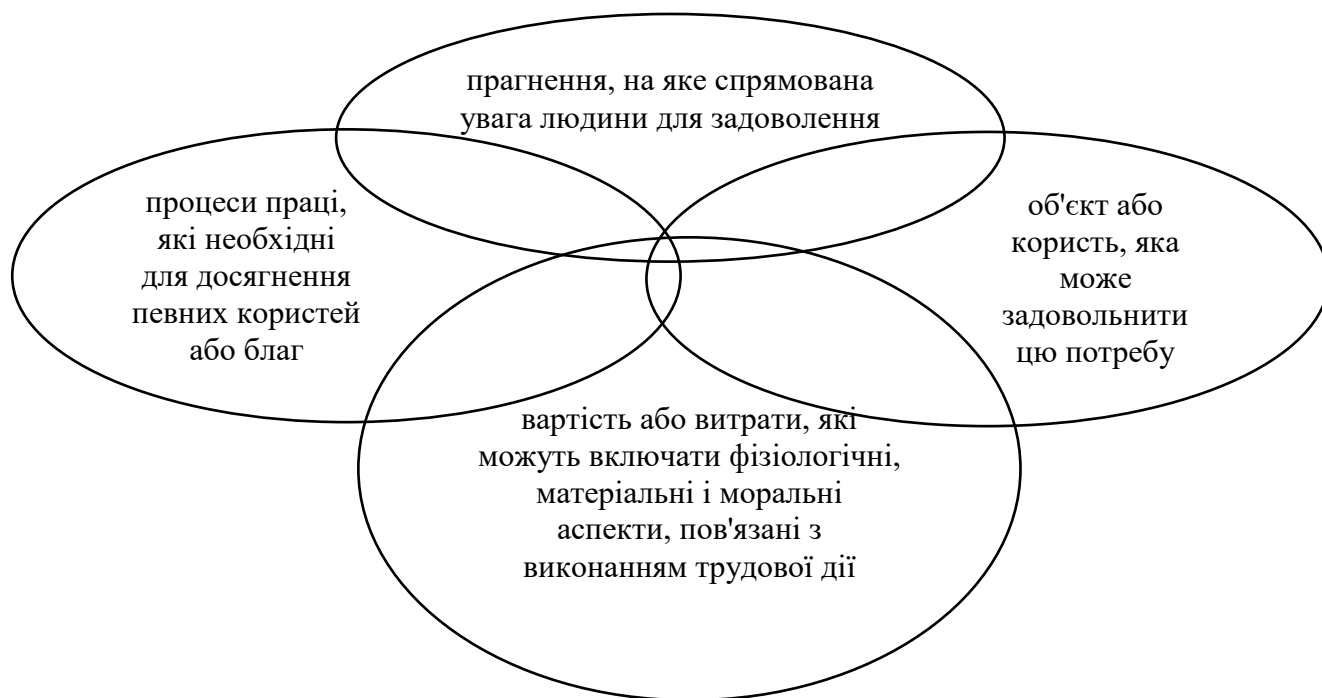 прагнення, на яке спрямована
увага людини для задоволення
процеси праці,
які необхідні
для досягнення
певних користей
або благ
об'єкт або
користь, яка
може
задовольнити
цю потребу
вартість або витрати, які
можуть включати фізіологічні,
матеріальні і моральні
аспекти, пов'язані з
виконанням трудової дії